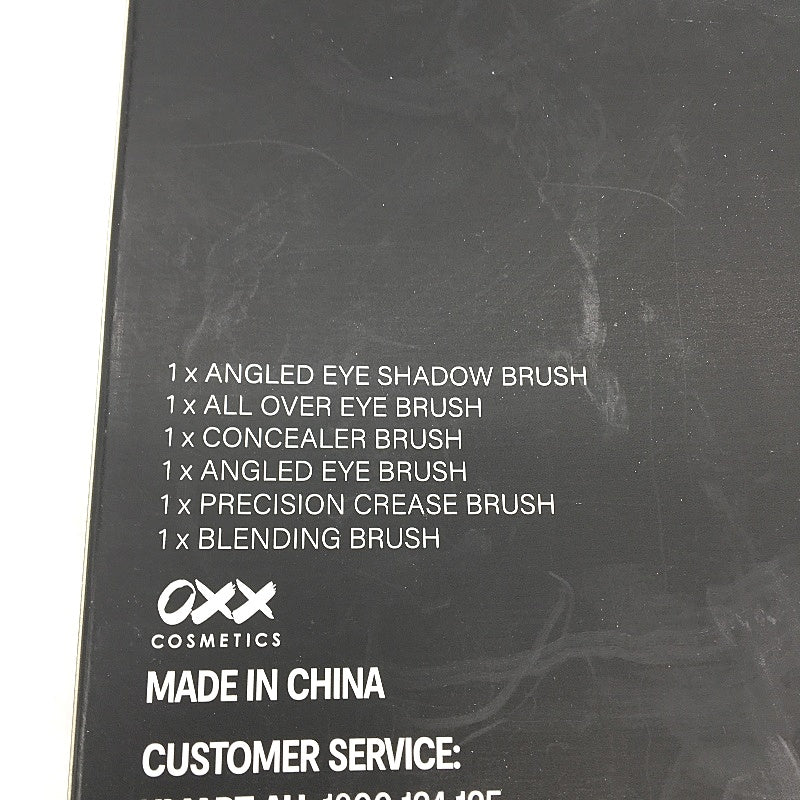 1 x ANGLED EYE SHADOW BRUSH
1 x ALL OVER EYE BRUSH
1 x CONCEALER BRUSH
1 x ANGLED EYE BRUSH
1 x PRECISION CREASE BRUSH
1 x BLENDING BRUSH
OXX
COSMETICS
MADE IN CHINA
CUSTOMER SERVICE: